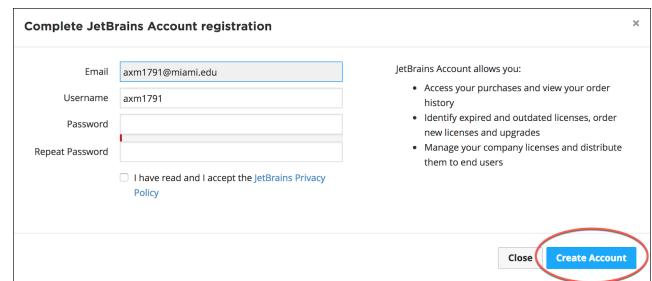 Complete JetBrains Account registration
×
Email
axm1791@miami.edu
Username
axm1791
Password
Repeat Password
I have read and I accept the JetBrains Privacy
Policy
JetBrains Account allows you:
• Access your purchases and view your order
history
• Identify expired and outdated licenses, order
new licenses and upgrades
• Manage your company licenses and distribute
them to end users
Close
Create Account